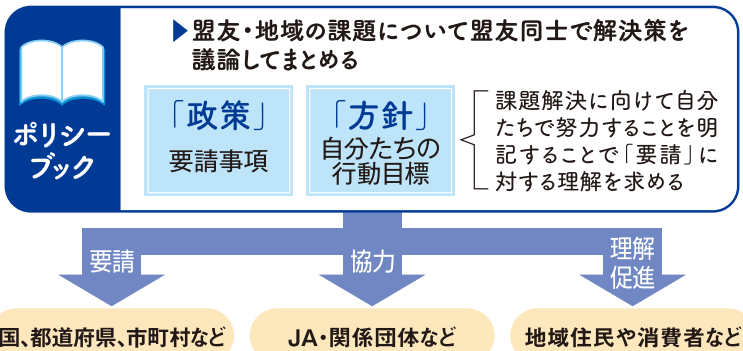 ポリシー
ブック
▶盟友・地域の課題について盟友同士で解決策を
議論してまとめる
「政策」
要請事項
「方針」
自分たちの
行動目標
課題解決に向けて自分
たちで努力することを明
記することで「要請」に
対する理解を求める
要請
協力
理解
促進
国、都道府県、市町村など
JA・関係団体など
地域住民や消費者など